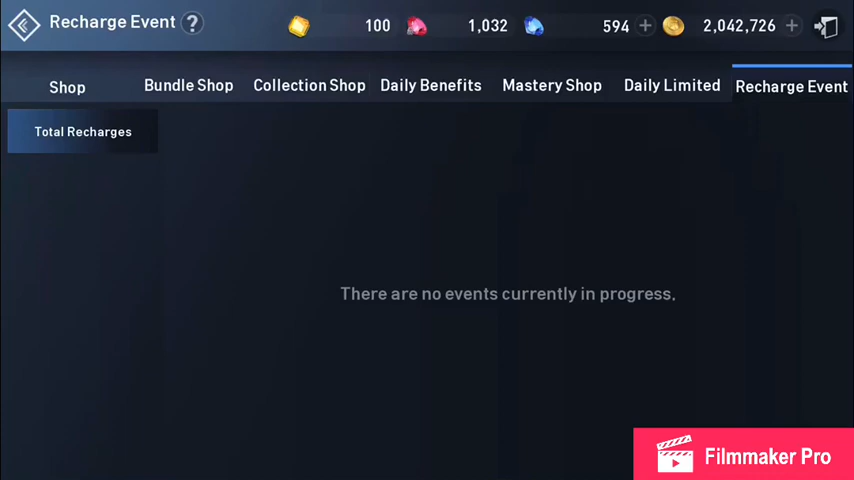 Recharge Event ? 100 1,032 594 + 2,042,726 +
Shop Bundle Shop Collection Shop Daily Benefits Mastery Shop Daily Limited Recharge Event
Total Recharges
There are no events currently in progress.
Filmmaker Pro